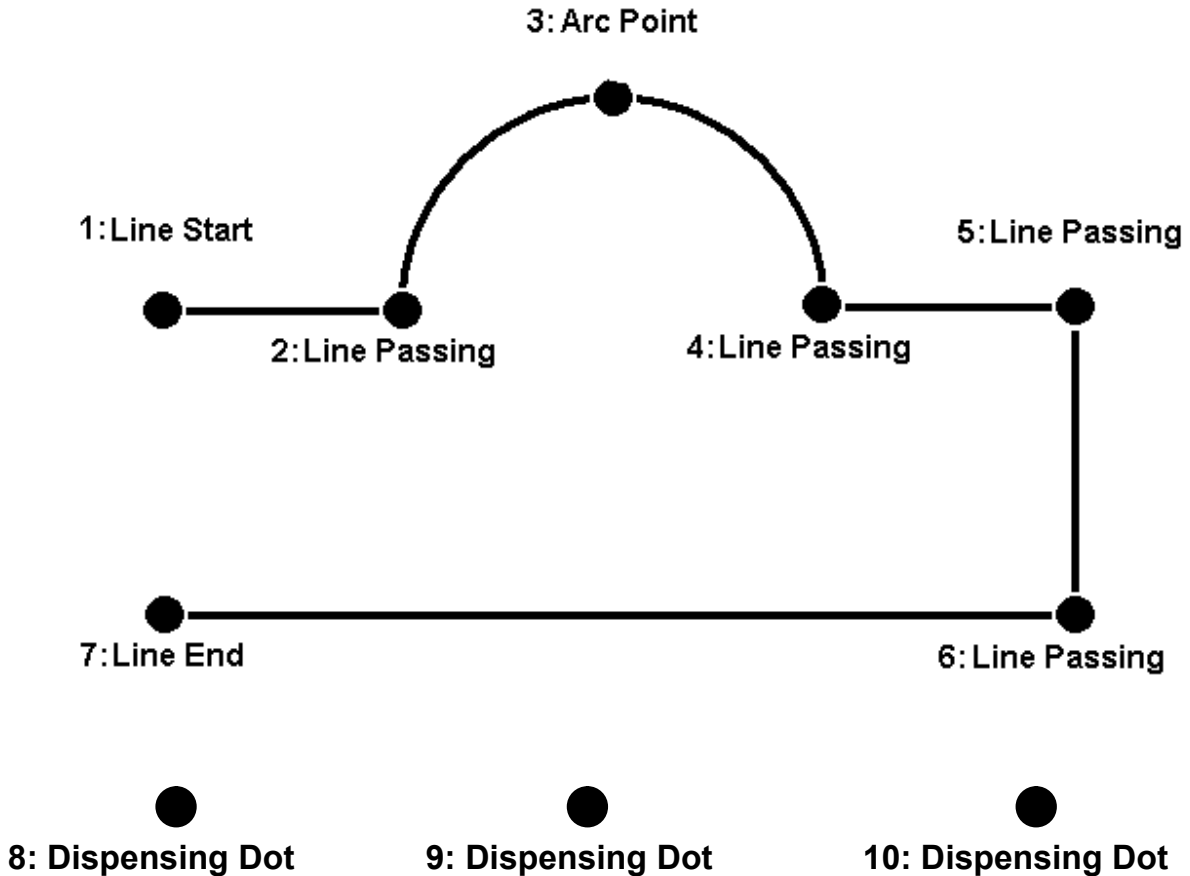 3: Arc Point
1:Line Start
5:Line Passing
2:Line Passing
4:Line Passing
7:Line End
6:Line Passing
8: Dispensing Dot
9: Dispensing Dot
10: Dispensing Dot